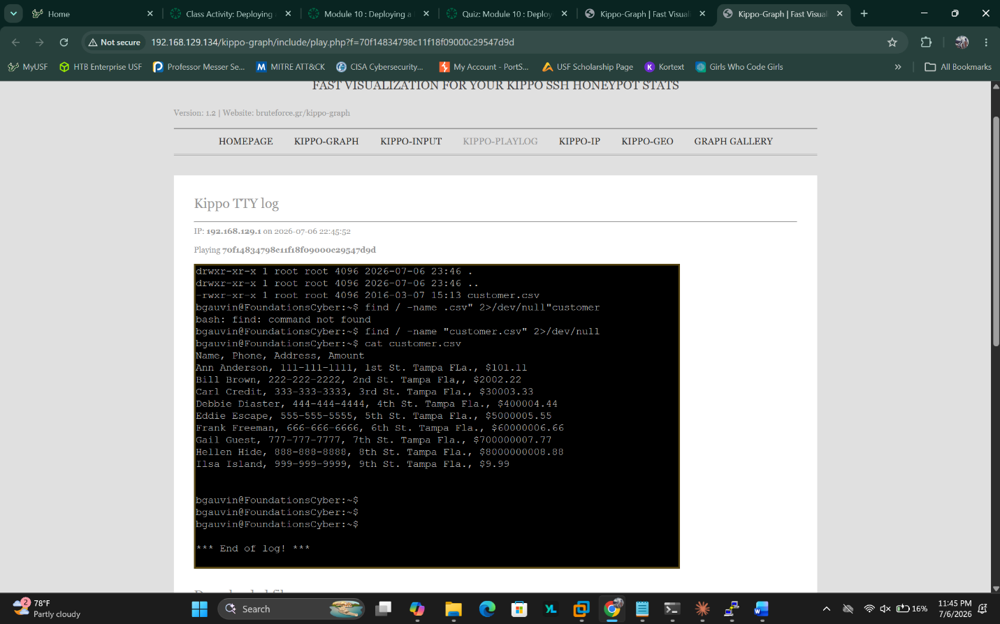 Home
Class Activity: Deploying
Module 10 : Deploying a
Quiz: Module 10 : Deploy
Kippo-Graph | Fast Visual
Kippo-Graph | Fast Visual
Not secure
192.168.129.134/kippo-graph/include/play.php?f=70f14834798c11f18f09000c29547d9d
MyUSF
HTB Enterprise USF
Professor Messer Se...
MITRE ATT&CK
CISA Cybersecurity...
My Account - PortS...
USF Scholarship Page
Kortext
Girls Who Code Girls
All Bookmarks
FAST VISUALIZATION FOR YOUR KIPPO SSH HONEYPOT STATS
Version: 1.2 | Website: bruteforce.gr/kippo-graph
HOMEPAGE KIPPO-GRAPH KIPPO-INPUT KIPPO-PLAYLOG KIPPO-IP KIPPO-GEO GRAPH GALLERY
Kippo TTY log
IP: 192.168.129.1 on 2026-07-06 22:45:52
Playing 70f14834798c11f18f09000c29547d9d
drwxr-xr-x 1 root root 4096 2026-07-06 23:46 .
drwxr-xr-x 1 root root 4096 2026-07-06 23:46 ..
-rwxr-xr-x 1 root root 4096 2016-03-07 15:13 customer.csv
bgauvin@FoundationsCyber:~$ find / -name .csv" 2>/dev/null"customer
bash: find: command not found
bgauvin@FoundationsCyber:~$ find / -name "customer.csv" 2>/dev/null
bgauvin@FoundationsCyber:~$ cat customer.csv
Name, Phone, Address, Amount
Ann Anderson, 111-111-1111, 1st St. Tampa FLa., $101.11
Bill Brown, 222-222-2222, 2nd St. Tampa Fla,, $2002.22
Carl Credit, 333-333-3333, 3rd St. Tampa Fla., $30003.33
Debbie Diaster, 444-444-4444, 4th St. Tampa Fla., $400004.44
Eddie Escape, 555-555-5555, 5th St. Tampa Fla., $5000005.55
Frank Freeman, 666-666-6666, 6th St. Tampa Fla., $60000006.66
Gail Guest, 777-777-7777, 7th St. Tampa Fla., $700000007.77
Hellen Hide, 888-888-8888, 8th St. Tampa Fla., $8000000008.88
Ilsa Island, 999-999-9999, 9th St. Tampa Fla., $9.99
bgauvin@FoundationsCyber:~$
bgauvin@FoundationsCyber:~$
bgauvin@FoundationsCyber:~$
*** End of log! ***
2
78°F
Partly cloudy
Search
16%
11:45 PM
7/6/2026